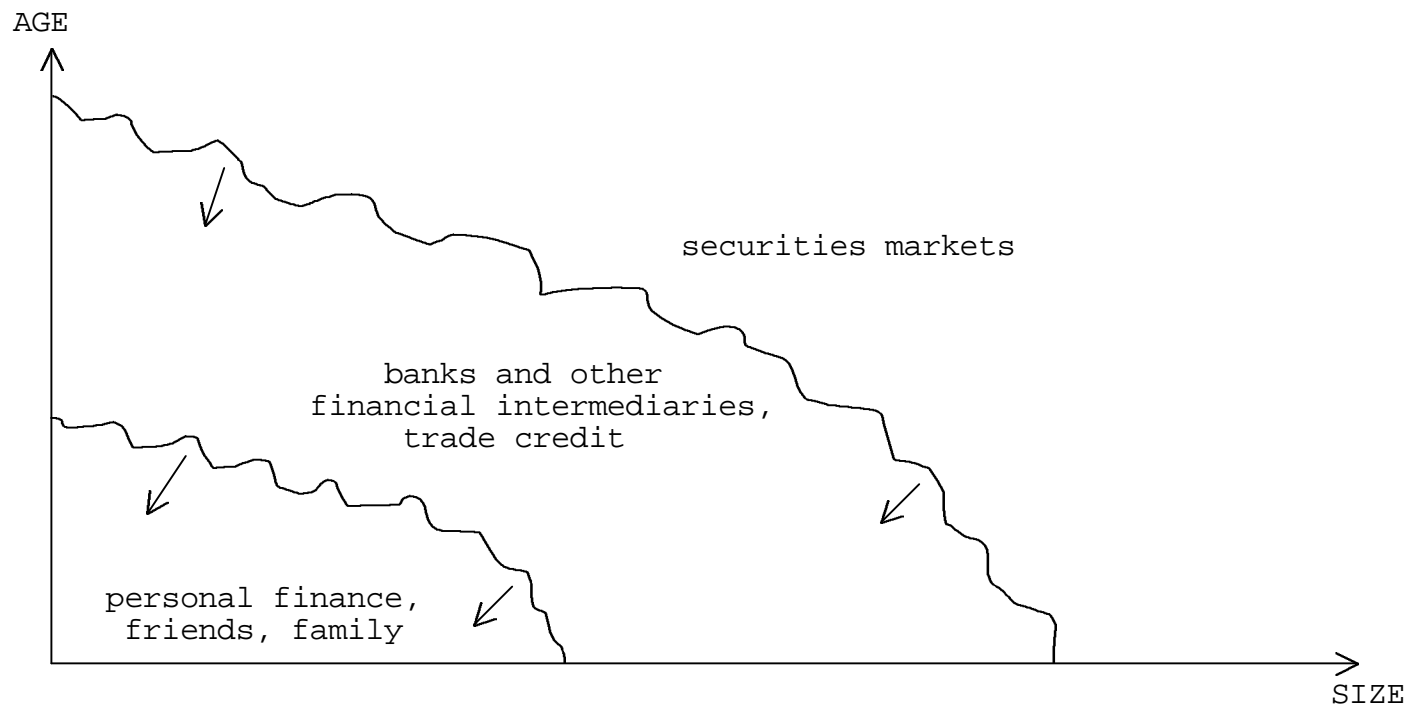 AGE
securities markets
banks and other
financial intermediaries,
trade credit
personal finance,
friends, family
SIZE